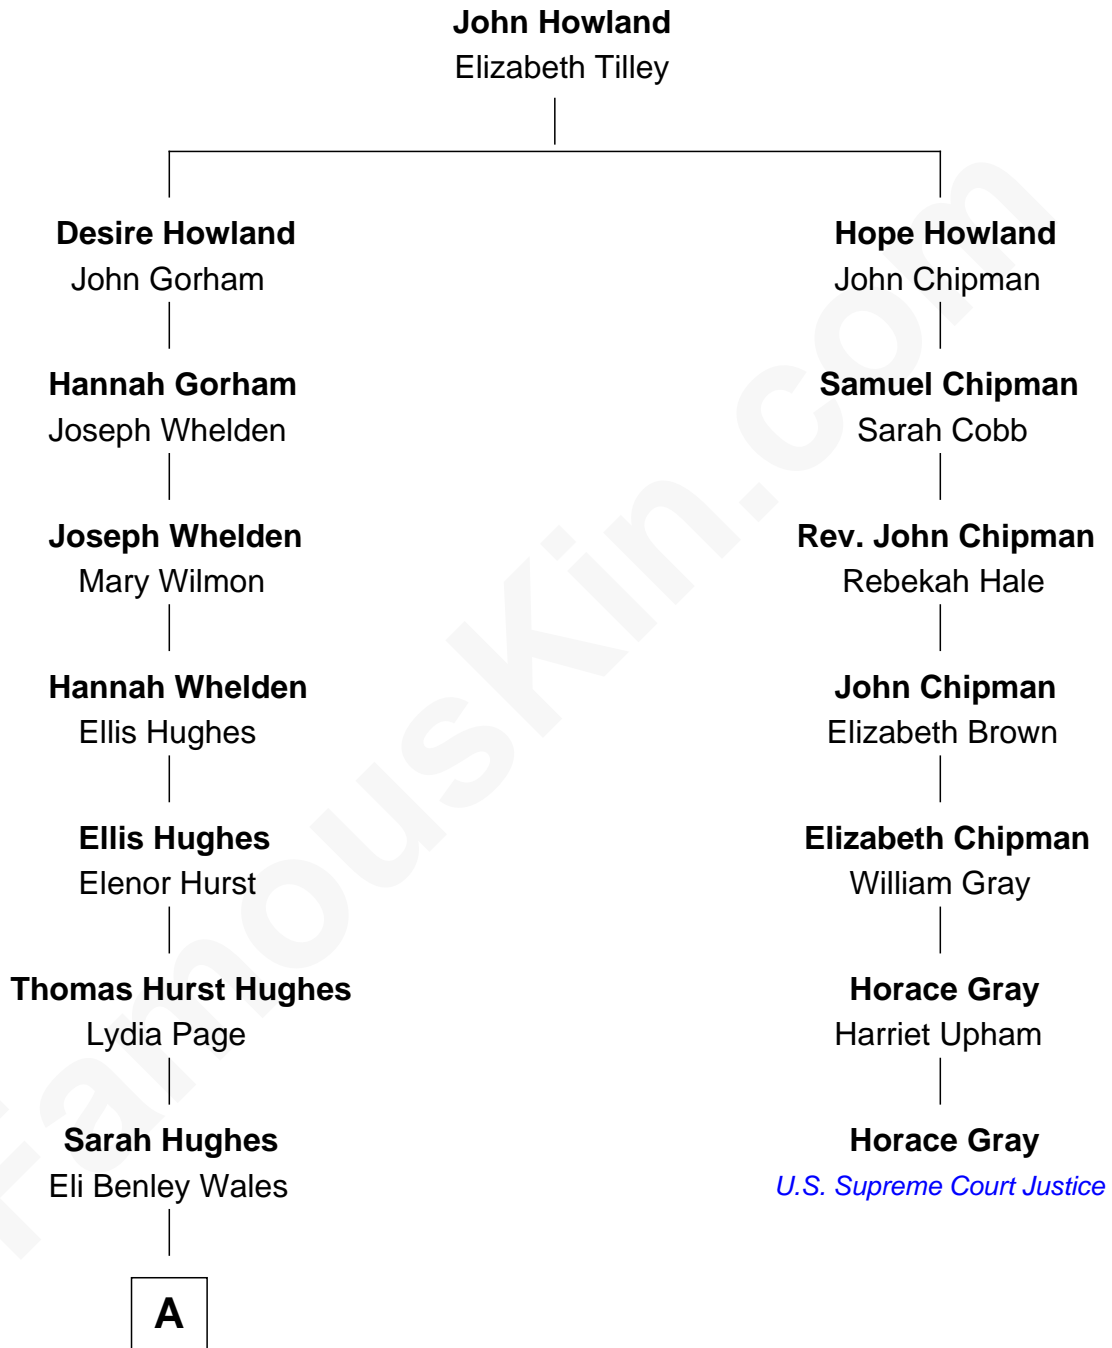 John Howland
Elizabeth Tilley
Desire Howland
John Gorham
Hope Howland
John Chipman
Hannah Gorham
Joseph Whelden
Samuel Chipman
Sarah Cobb
Joseph Whelden
Mary Wilmon
Rev. John Chipman
Rebekah Hale
Hannah Whelden
Ellis Hughes
John Chipman
Elizabeth Brown
Ellis Hughes
Elenor Hurst
Elizabeth Chipman
William Gray
Thomas Hurst Hughes
Lydia Page
Horace Gray
Harriet Upham
Sarah Hughes
Eli Benley Wales
Horace Gray
U.S. Supreme Court Justice
A
FamousKin.com